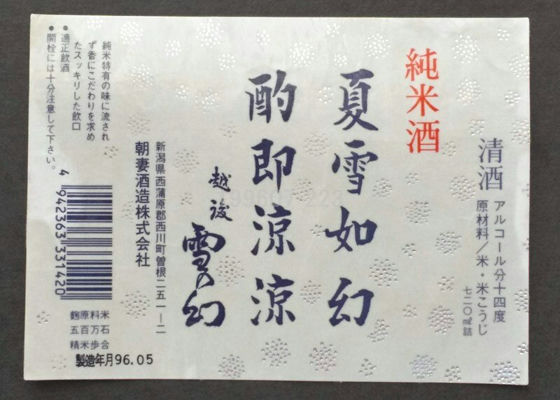 清酒
アルコール分十四度
原材料／米・米こうじ
七二〇㎖詰
純米酒
夏雪如幻
酌即涼涼
越後
雪の幻
新潟県西蒲原郡西川町曽根二五一－二
朝妻酒造株式会社
純米特有の味に流され
ず香にこだわりを求め
たスッキリした飲口
●適正飲酒
●開栓には十分注意して下さい。
4 942363 331420
麹原料米
五百万石
精米歩合
製造年月96.05